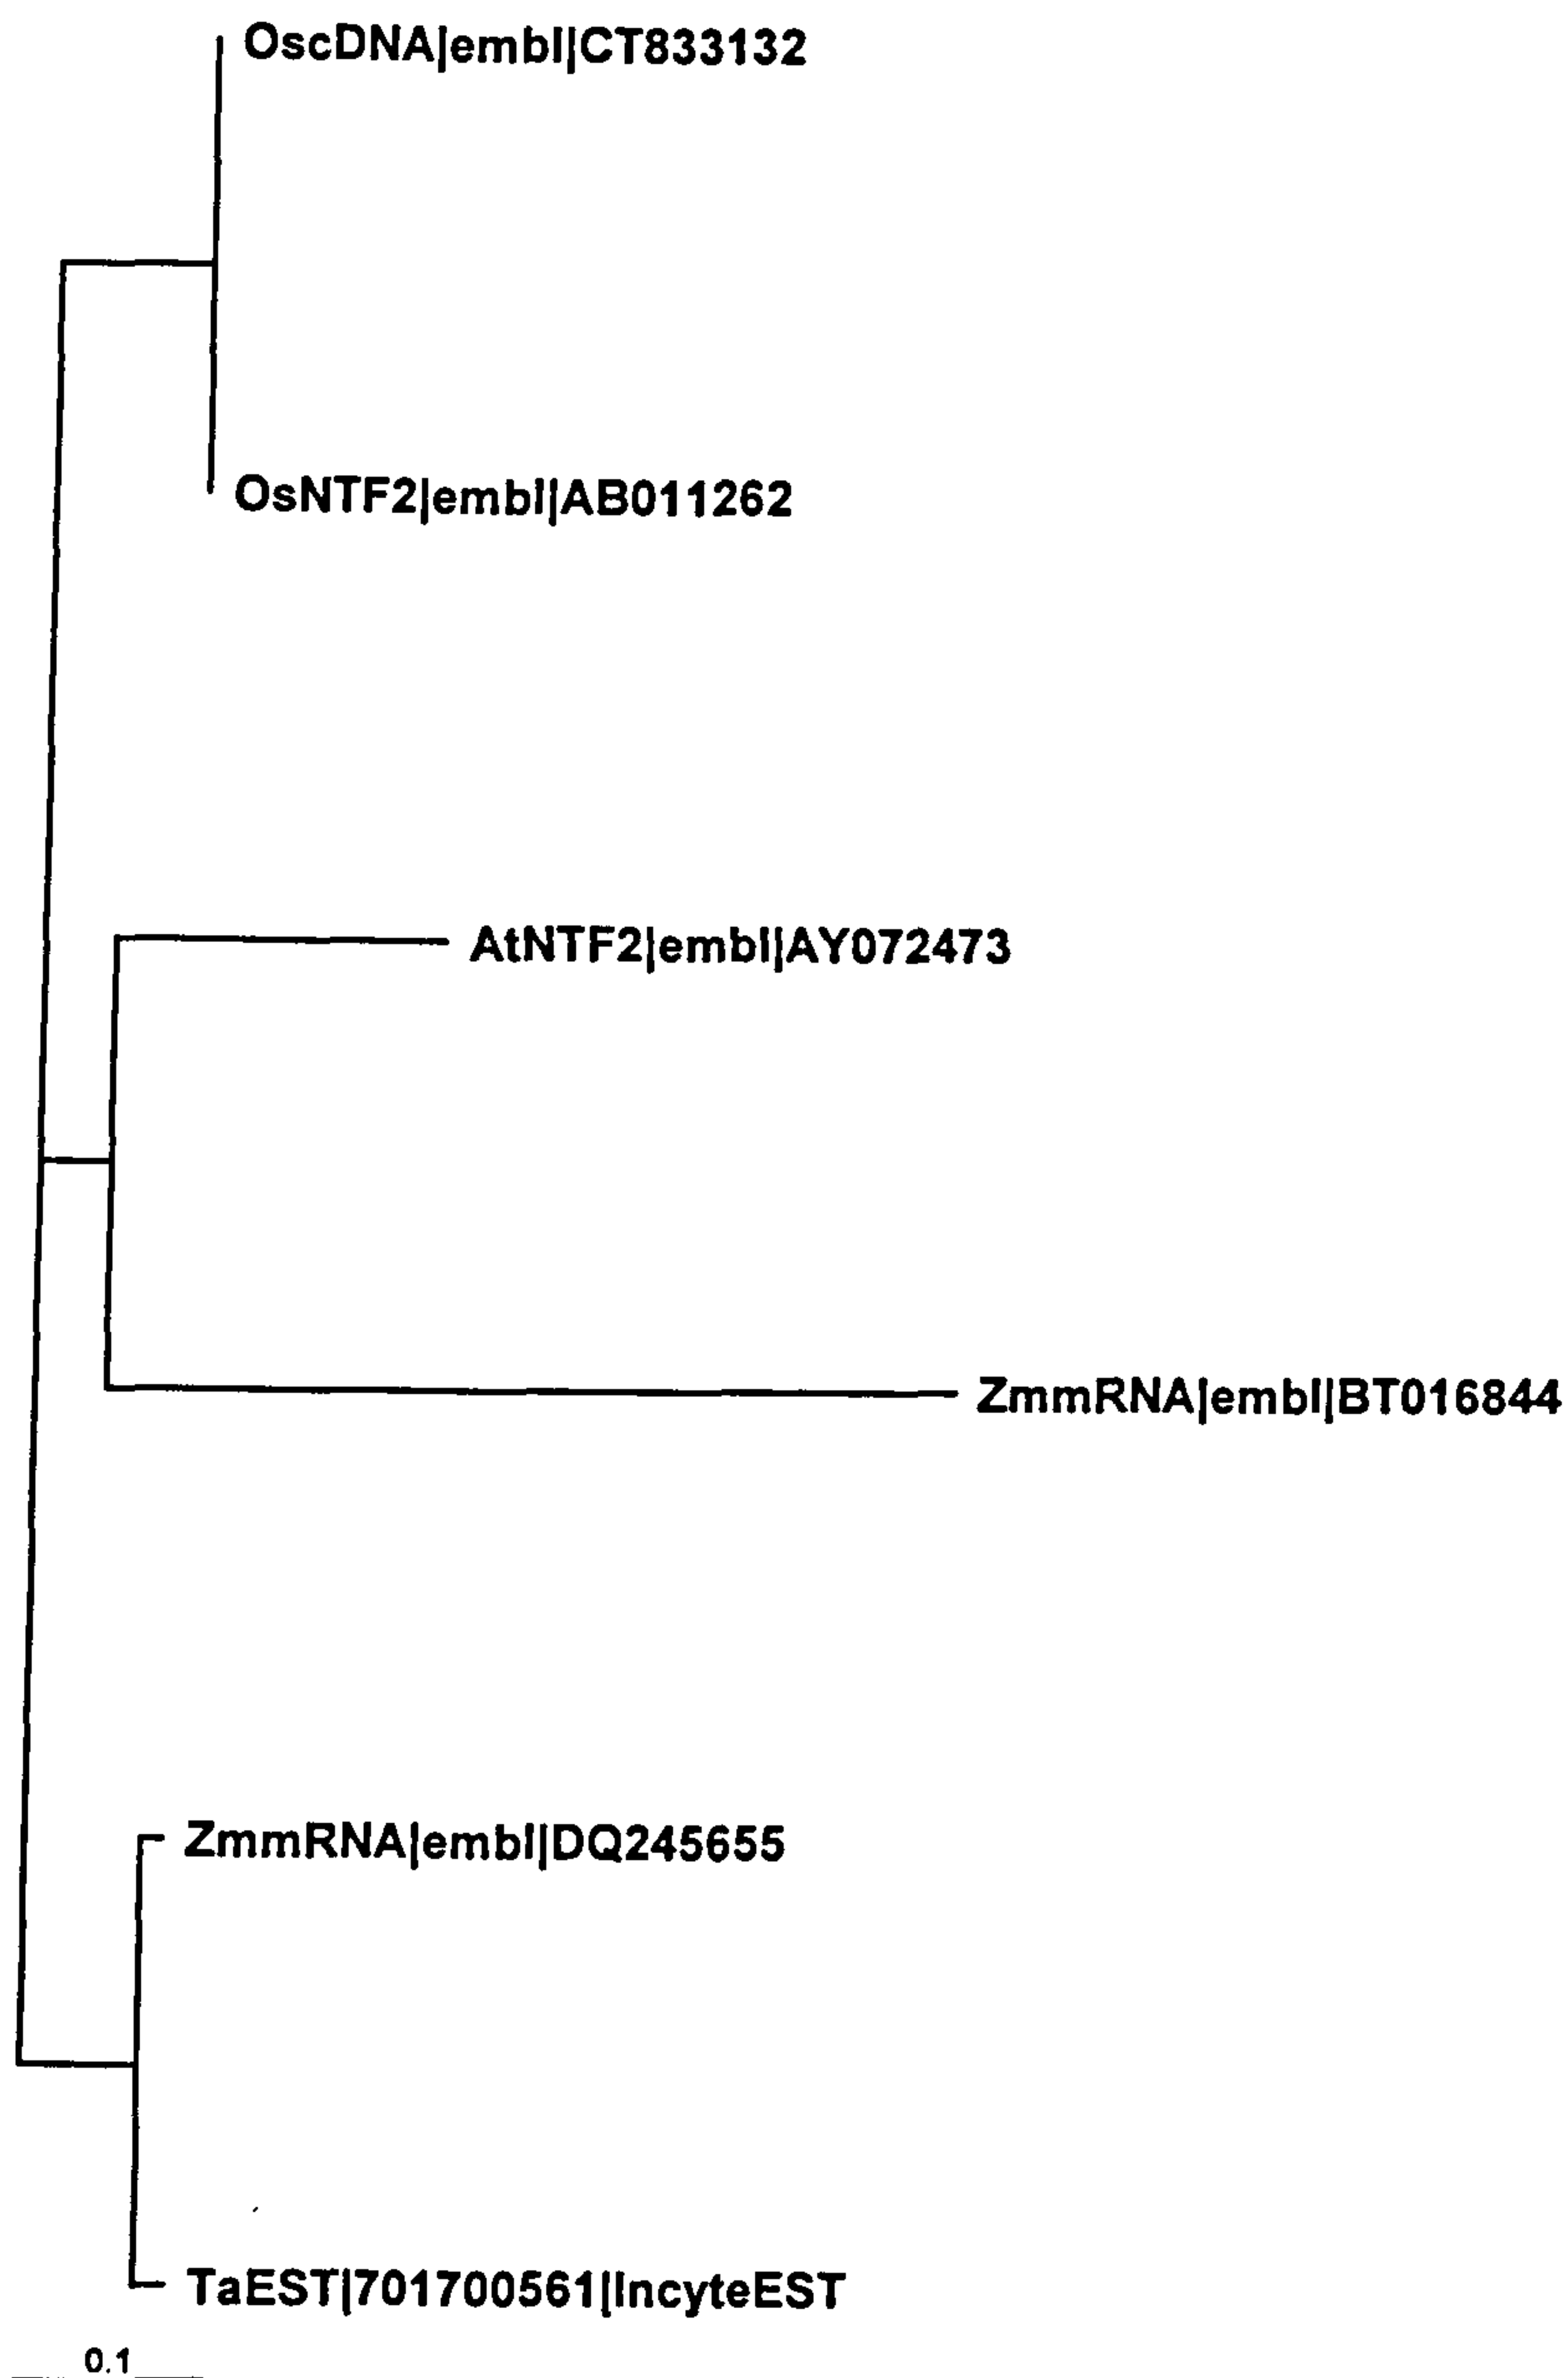 OscDNA|embl|CT833132
OsNTF2|embl|AB011262
AtNTF2|embl|AY072473
ZmmRNA|embl|BT016844
ZmmRNA|embl|DQ245655
TaEST|701700561|IncyteEST
0.1